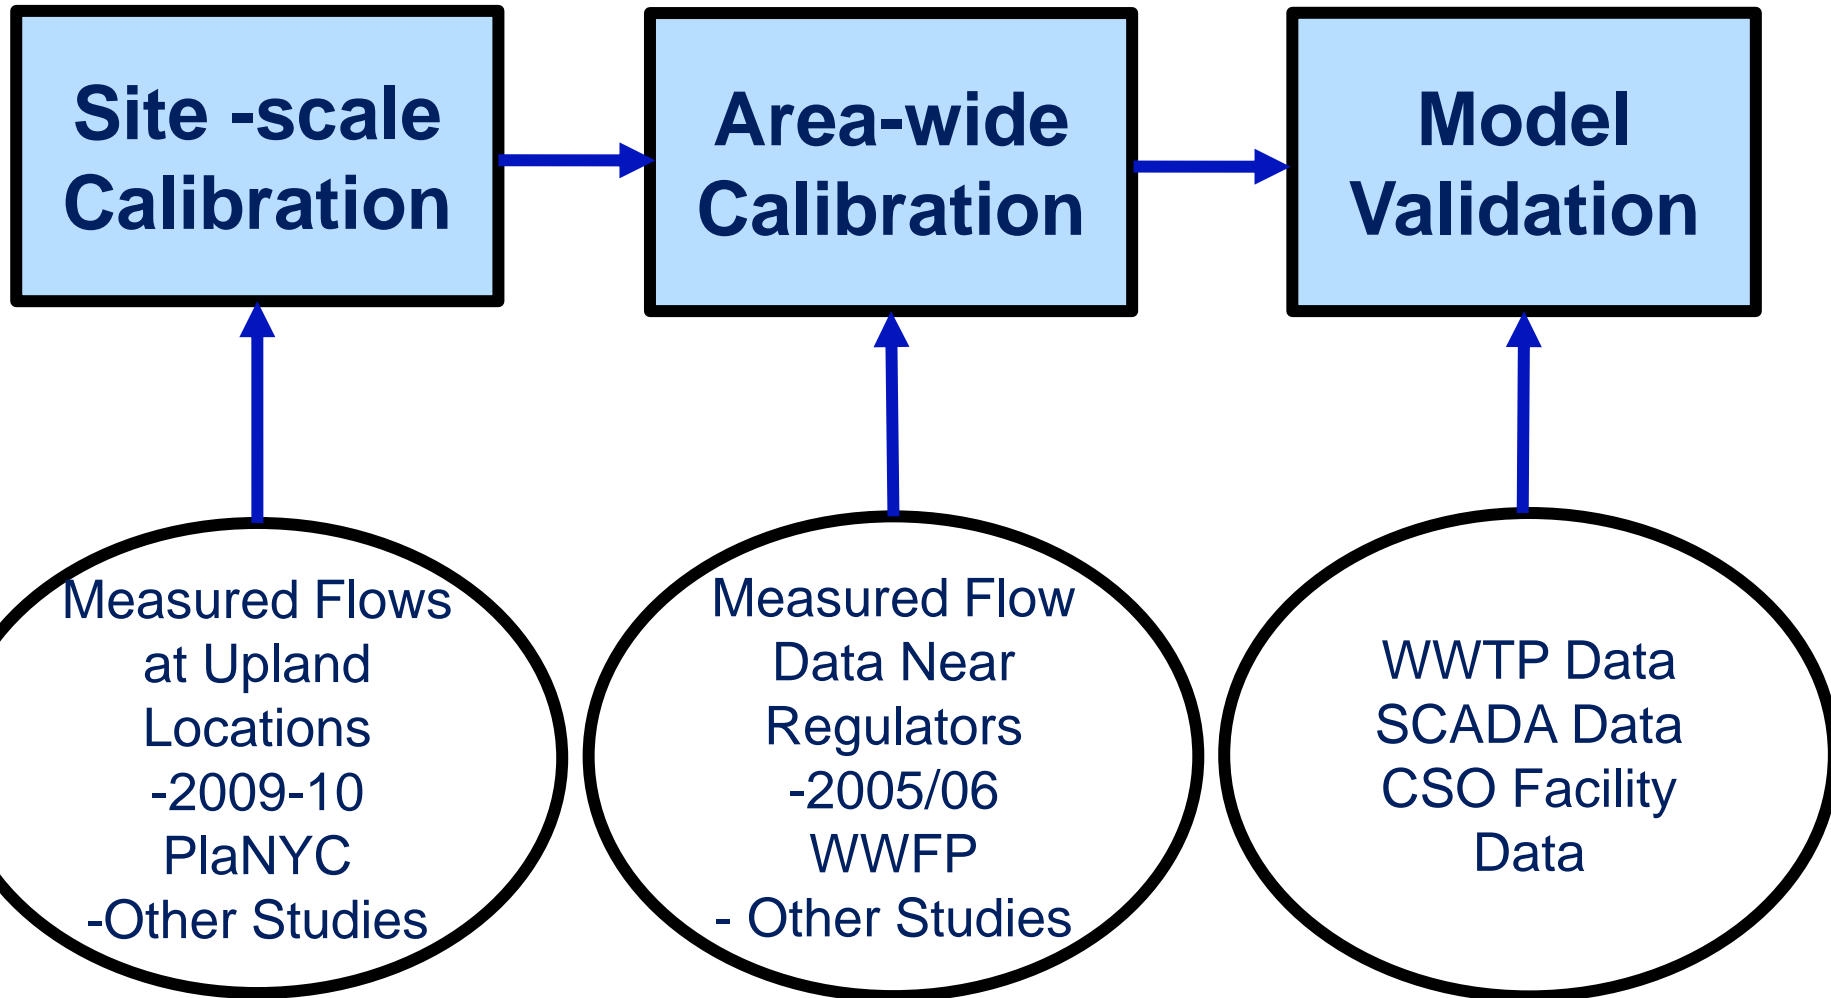 Site -scale
Calibration
Area-wide
Calibration
Model
Validation
Measured Flows
at Upland
Locations
-2009-10
PlaNYC
-Other Studies
Measured Flow
Data Near
Regulators
-2005/06
WWFP
- Other Studies
WWTP Data
SCADA Data
CSO Facility
Data